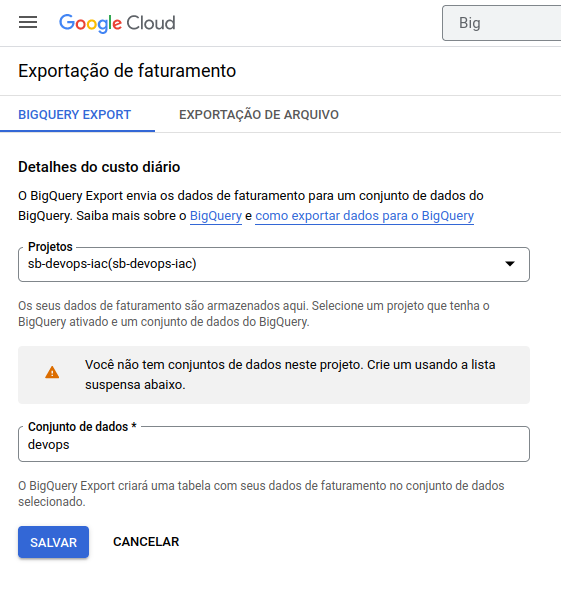 Google Cloud
Big
Exportação de faturamento
BIGQUERY EXPORT
EXPORTAÇÃO DE ARQUIVO
Detalhes do custo diário
O BigQuery Export envia os dados de faturamento para um conjunto de dados do
BigQuery. Saiba mais sobre o BigQuery e como exportar dados para o BigQuery
Projetos
sb-devops-iac(sb-devops-iac)
Os seus dados de faturamento são armazenados aqui. Selecione um projeto que tenha o
BigQuery ativado e um conjunto de dados do BigQuery.
Você não tem conjuntos de dados neste projeto. Crie um usando a lista
suspensa abaixo.
Conjunto de dados *
devops
O BigQuery Export criará uma tabela com seus dados de faturamento no conjunto de dados
selecionado.
SALVAR
CANCELAR